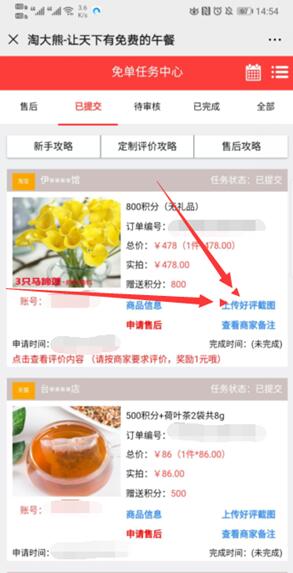 3.6
K/s
14:54
淘大熊-让天下有免费的午餐
免单任务中心
售后
已提交
待审核
已完成
全部
新手攻略
定制评价攻略
售后攻略
淘宝
伊****馆
任务状态: 已提交
800积分（无礼品）
订单编号:
总价: ￥478（1件*478.00）
实拍: ￥478.00
赠送积分: 800
3只马蹄莲
账号:
商品信息
上传好评截图
申请售后
查看商家备注
申请时间:
完成时间: (未完成)
点击查看评价内容 （请按商家要求评价，奖励1元哦）
台****店
任务状态: 已提交
500积分+荷叶茶2袋共8g
订单编号:
总价: ￥86（1件*86.00）
实拍: ￥86.00
赠送积分: 500
账号:
商品信息
上传好评截图
申请售后
查看商家备注
申请时间:
完成时间: (未完成)